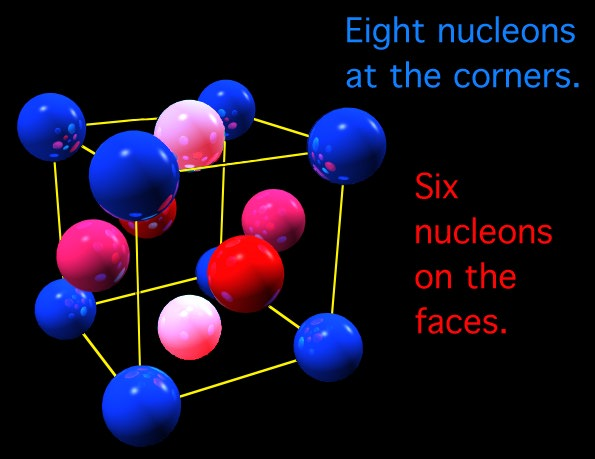 Eight nucleons
at the corners.
Six
nucleons
on the
faces.